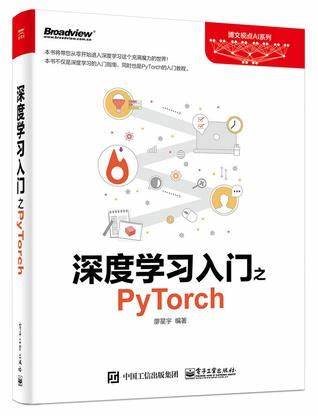 Broadview
博文视点AI系列
本书将带您从零开始进入深度学习这个充满魔力的世界！
本书不仅是深度学习的入门指南，同时也是PyTorch的入门教程。
深度学习入门之
PyTorch
廖星宇 编著
中国工信出版集团
电子工业出版社
深度学习入门之PyTorch